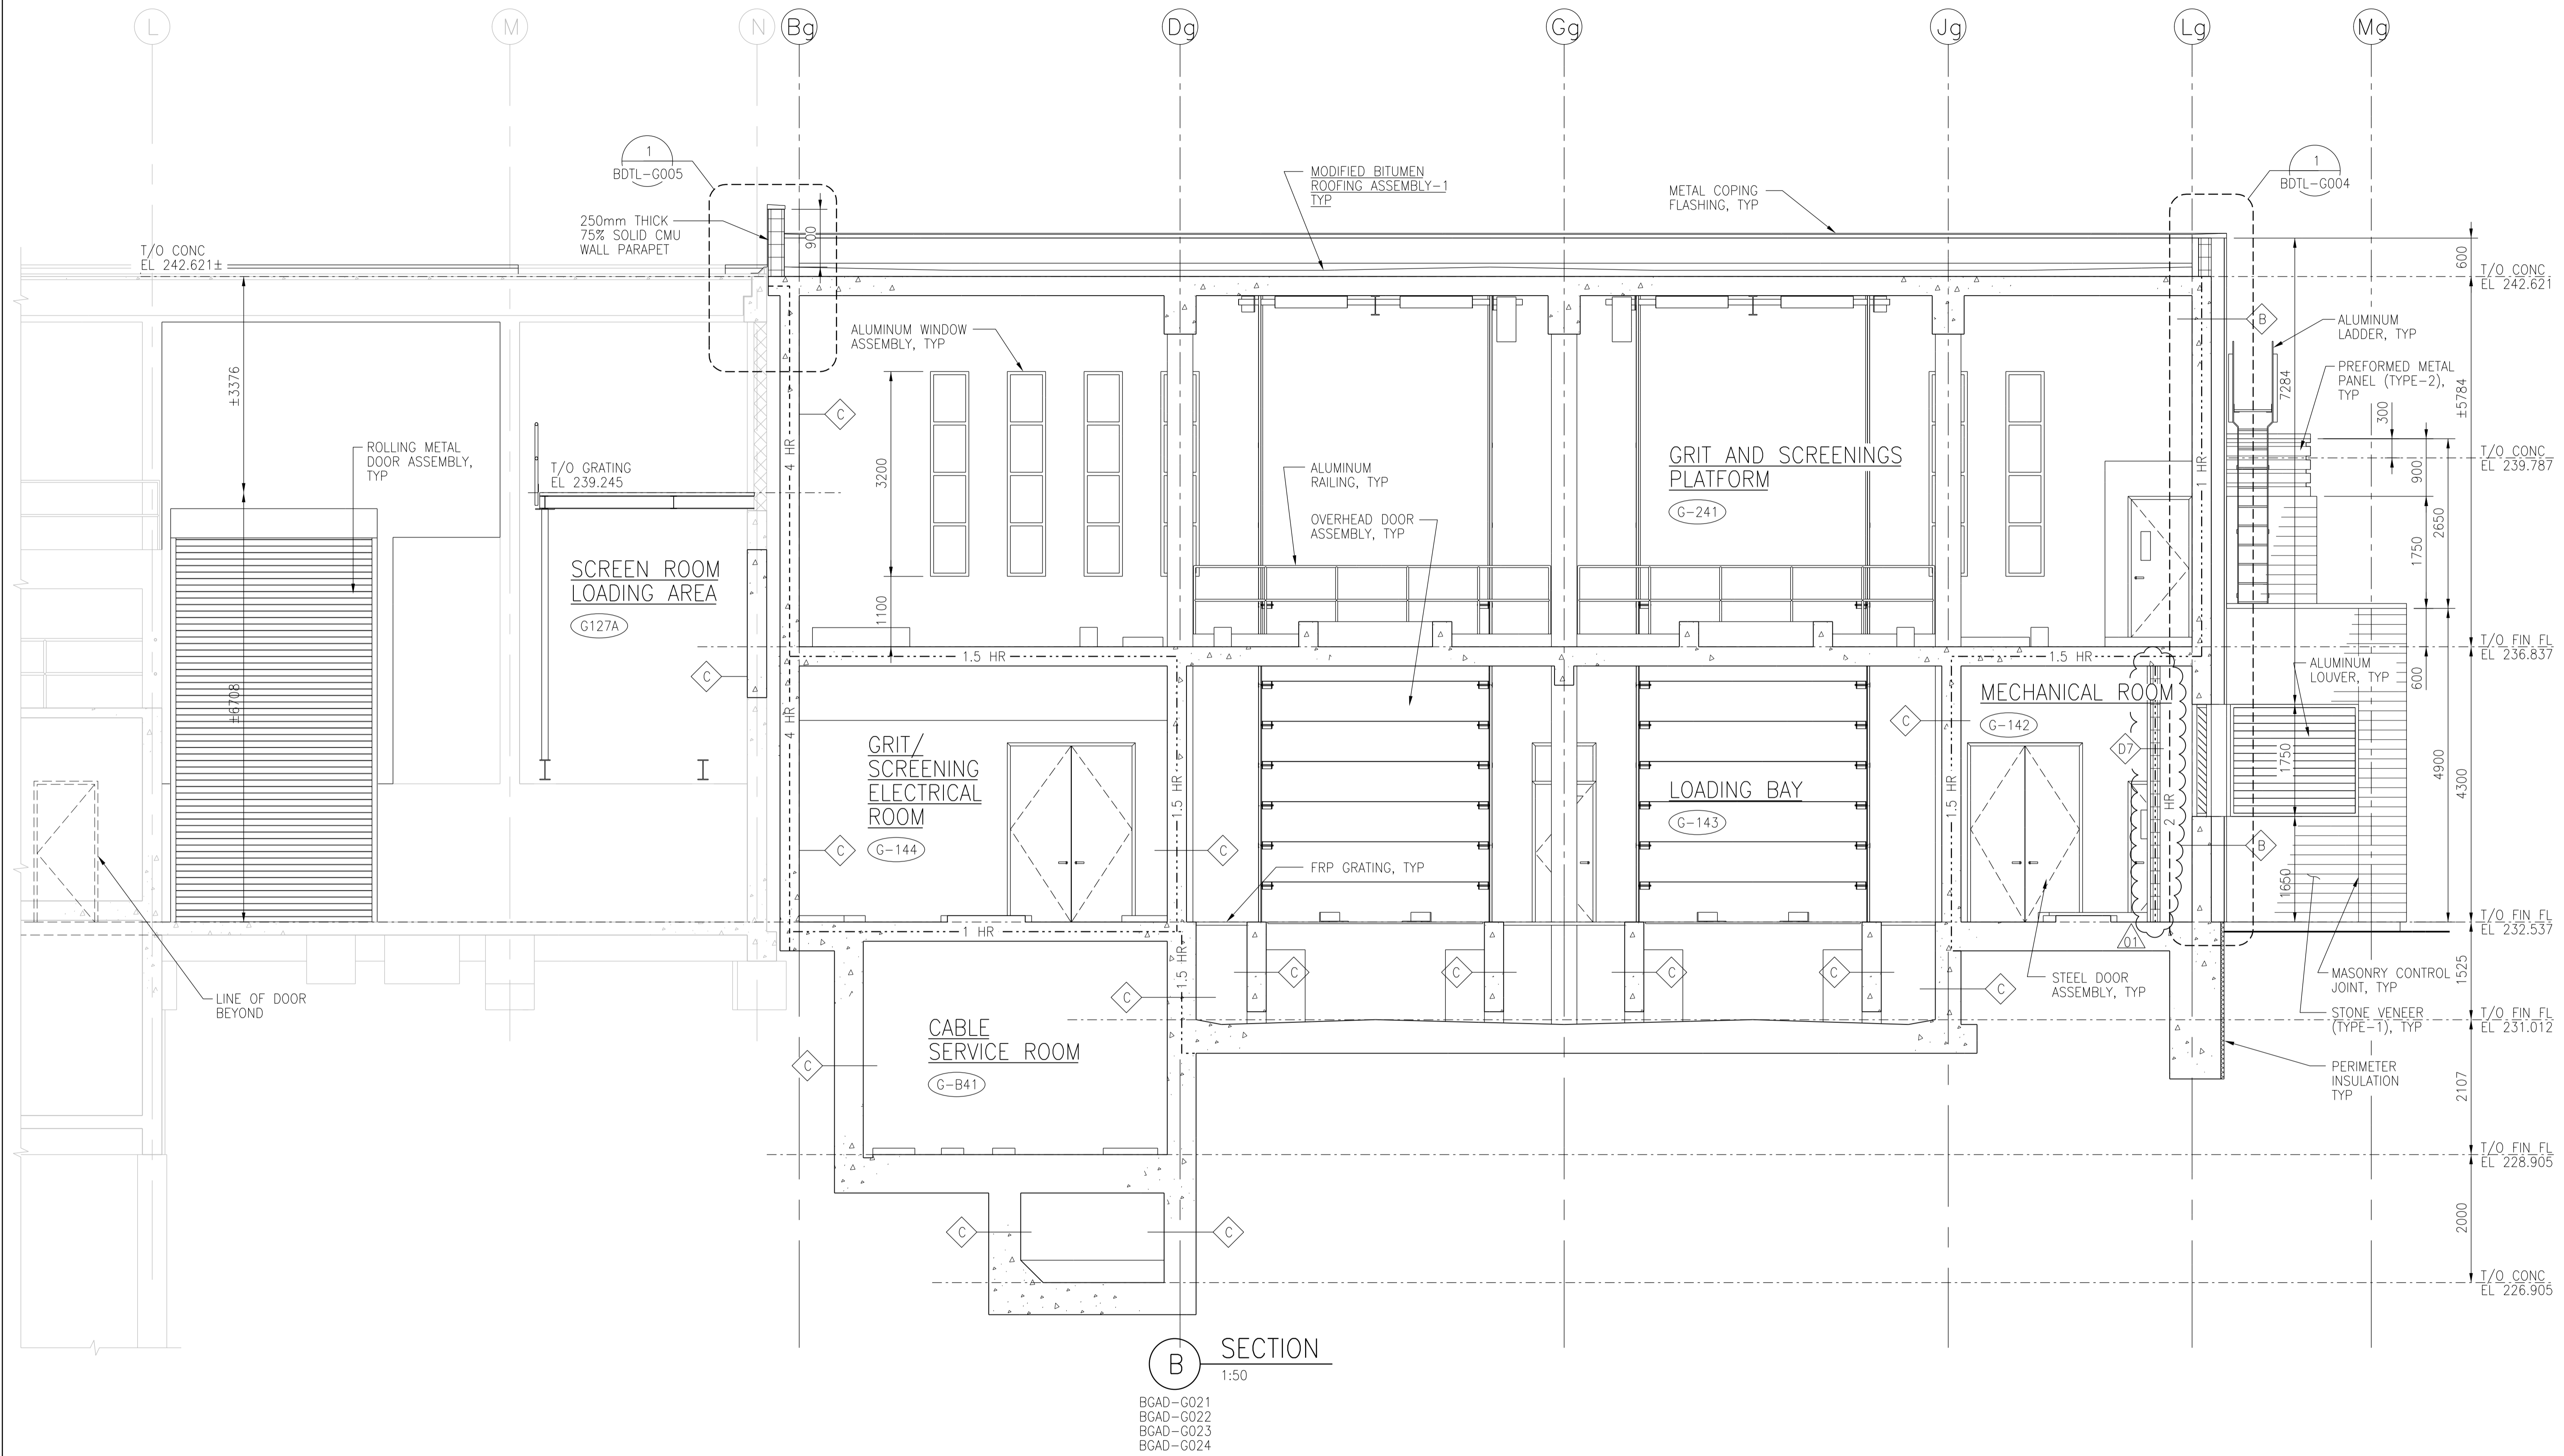 L
M
N
Bg
Dg
Gg
Jg
Lg
Mg
1
BDTL-G005
1
BDTL-G004
250mm THICK
75% SOLID CMU
WALL PARAPET
900
MODIFIED BITUMEN
ROOFING ASSEMBLY-1
TYP
METAL COPING
FLASHING, TYP
T/O CONC
EL 242.621±
600
T/O CONC
EL 242.621
ALUMINUM WINDOW
ASSEMBLY, TYP
B
ALUMINUM
LADDER, TYP
PREFORMED METAL
PANEL (TYPE-2),
TYP
±3376
7284
300
±5784
C
4 HR
3200
ROLLING METAL
DOOR ASSEMBLY,
TYP
T/O GRATING
EL 239.245
ALUMINUM
RAILING, TYP
GRIT AND SCREENINGS
PLATFORM
G-241
1 HR
T/O CONC
EL 239.787
900
2650
1750
OVERHEAD DOOR
ASSEMBLY, TYP
SCREEN ROOM
LOADING AREA
G127A
1100
T/O FIN FL
EL 236.837
1.5 HR
1.5 HR
C
±6708
4 HR
600
ALUMINUM
LOUVER, TYP
MECHANICAL ROOM
G-142
C
D7
GRIT/
SCREENING
ELECTRICAL
ROOM
G-144
1.5 HR
LOADING BAY
G-143
1.5 HR
2 HR
1750
4900
4300
C
C
B
FRP GRATING, TYP
1650
T/O FIN FL
EL 232.537
1 HR
01
1.5 HR
C
C
C
C
C
C
STEEL DOOR
ASSEMBLY, TYP
MASONRY CONTROL
JOINT, TYP
1525
LINE OF DOOR
BEYOND
STONE VENEER
(TYPE-1), TYP
T/O FIN FL
EL 231.012
CABLE
SERVICE ROOM
G-B41
C
PERIMETER
INSULATION
TYP
2107
T/O FIN FL
EL 228.905
C
C
2000
T/O CONC
EL 226.905
B
SECTION
1:50
BGAD-G021
BGAD-G022
BGAD-G023
BGAD-G024